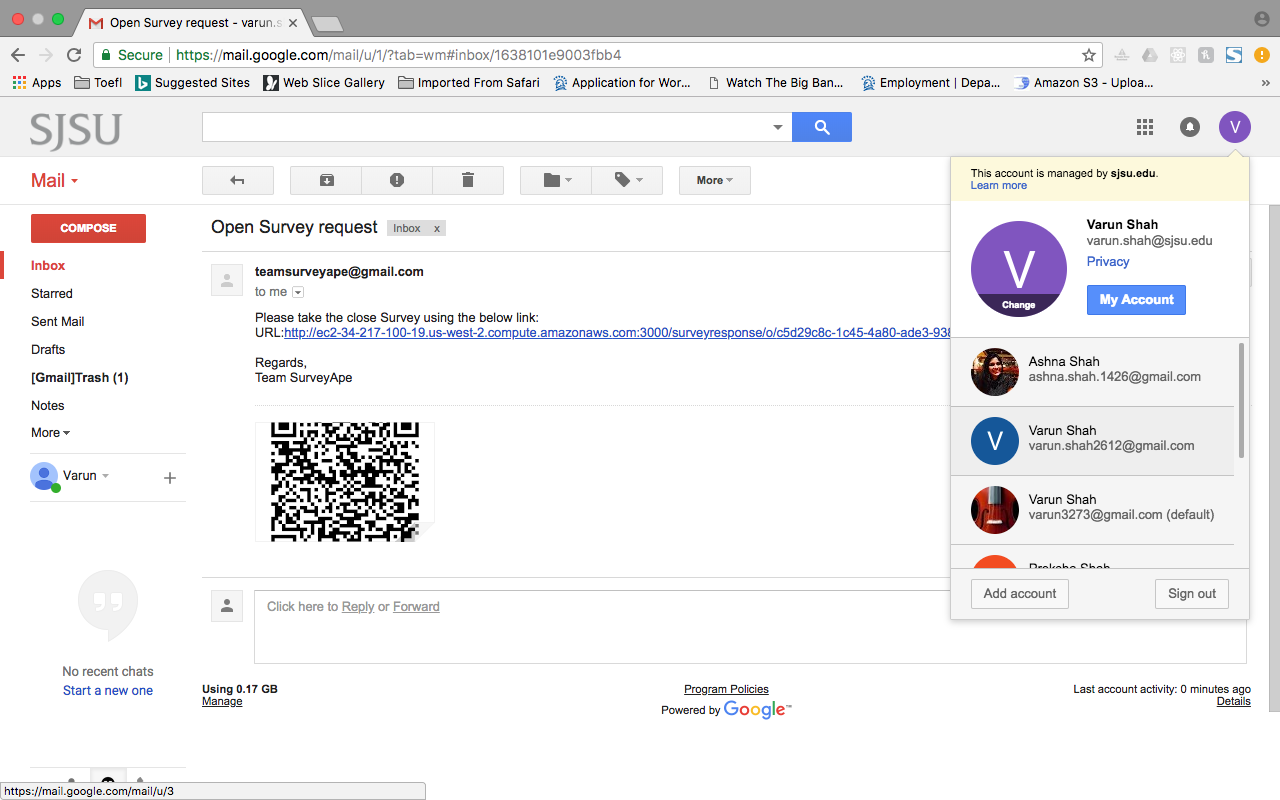 Open Survey request - varun.s
Secure
https://mail.google.com/mail/u/1/?tab=wm#inbox/1638101e9003fbb4
Apps
Toefl
Suggested Sites
Web Slice Gallery
Imported From Safari
Application for Wor...
Watch The Big Ban...
Employment | Depa...
Amazon S3 - Uploa...
»
SJSU
V
Mail
More
This account is managed by sjsu.edu.
Learn more
COMPOSE
Open Survey request
Inbox x
V
Change
Varun Shah
varun.shah@sjsu.edu
Privacy
My Account
Inbox
Starred
Sent Mail
Drafts
[Gmail]Trash (1)
Notes
More
Varun
teamsurveyape@gmail.com
to me
Please take the close Survey using the below link:
URL:http://ec2-34-217-100-19.us-west-2.compute.amazonaws.com:3000/surveyresponse/o/c5d29c8c-1c45-4a80-ade3-938
Regards,
Team SurveyApe
Ashna Shah
ashna.shah.1426@gmail.com
V
Varun Shah
varun.shah2612@gmail.com
Varun Shah
varun3273@gmail.com (default)
Add account
Sign out
Click here to Reply or Forward
No recent chats
Start a new one
Using 0.17 GB
Manage
Program Policies
Powered by Google™
Last account activity: 0 minutes ago
Details
https://mail.google.com/mail/u/3